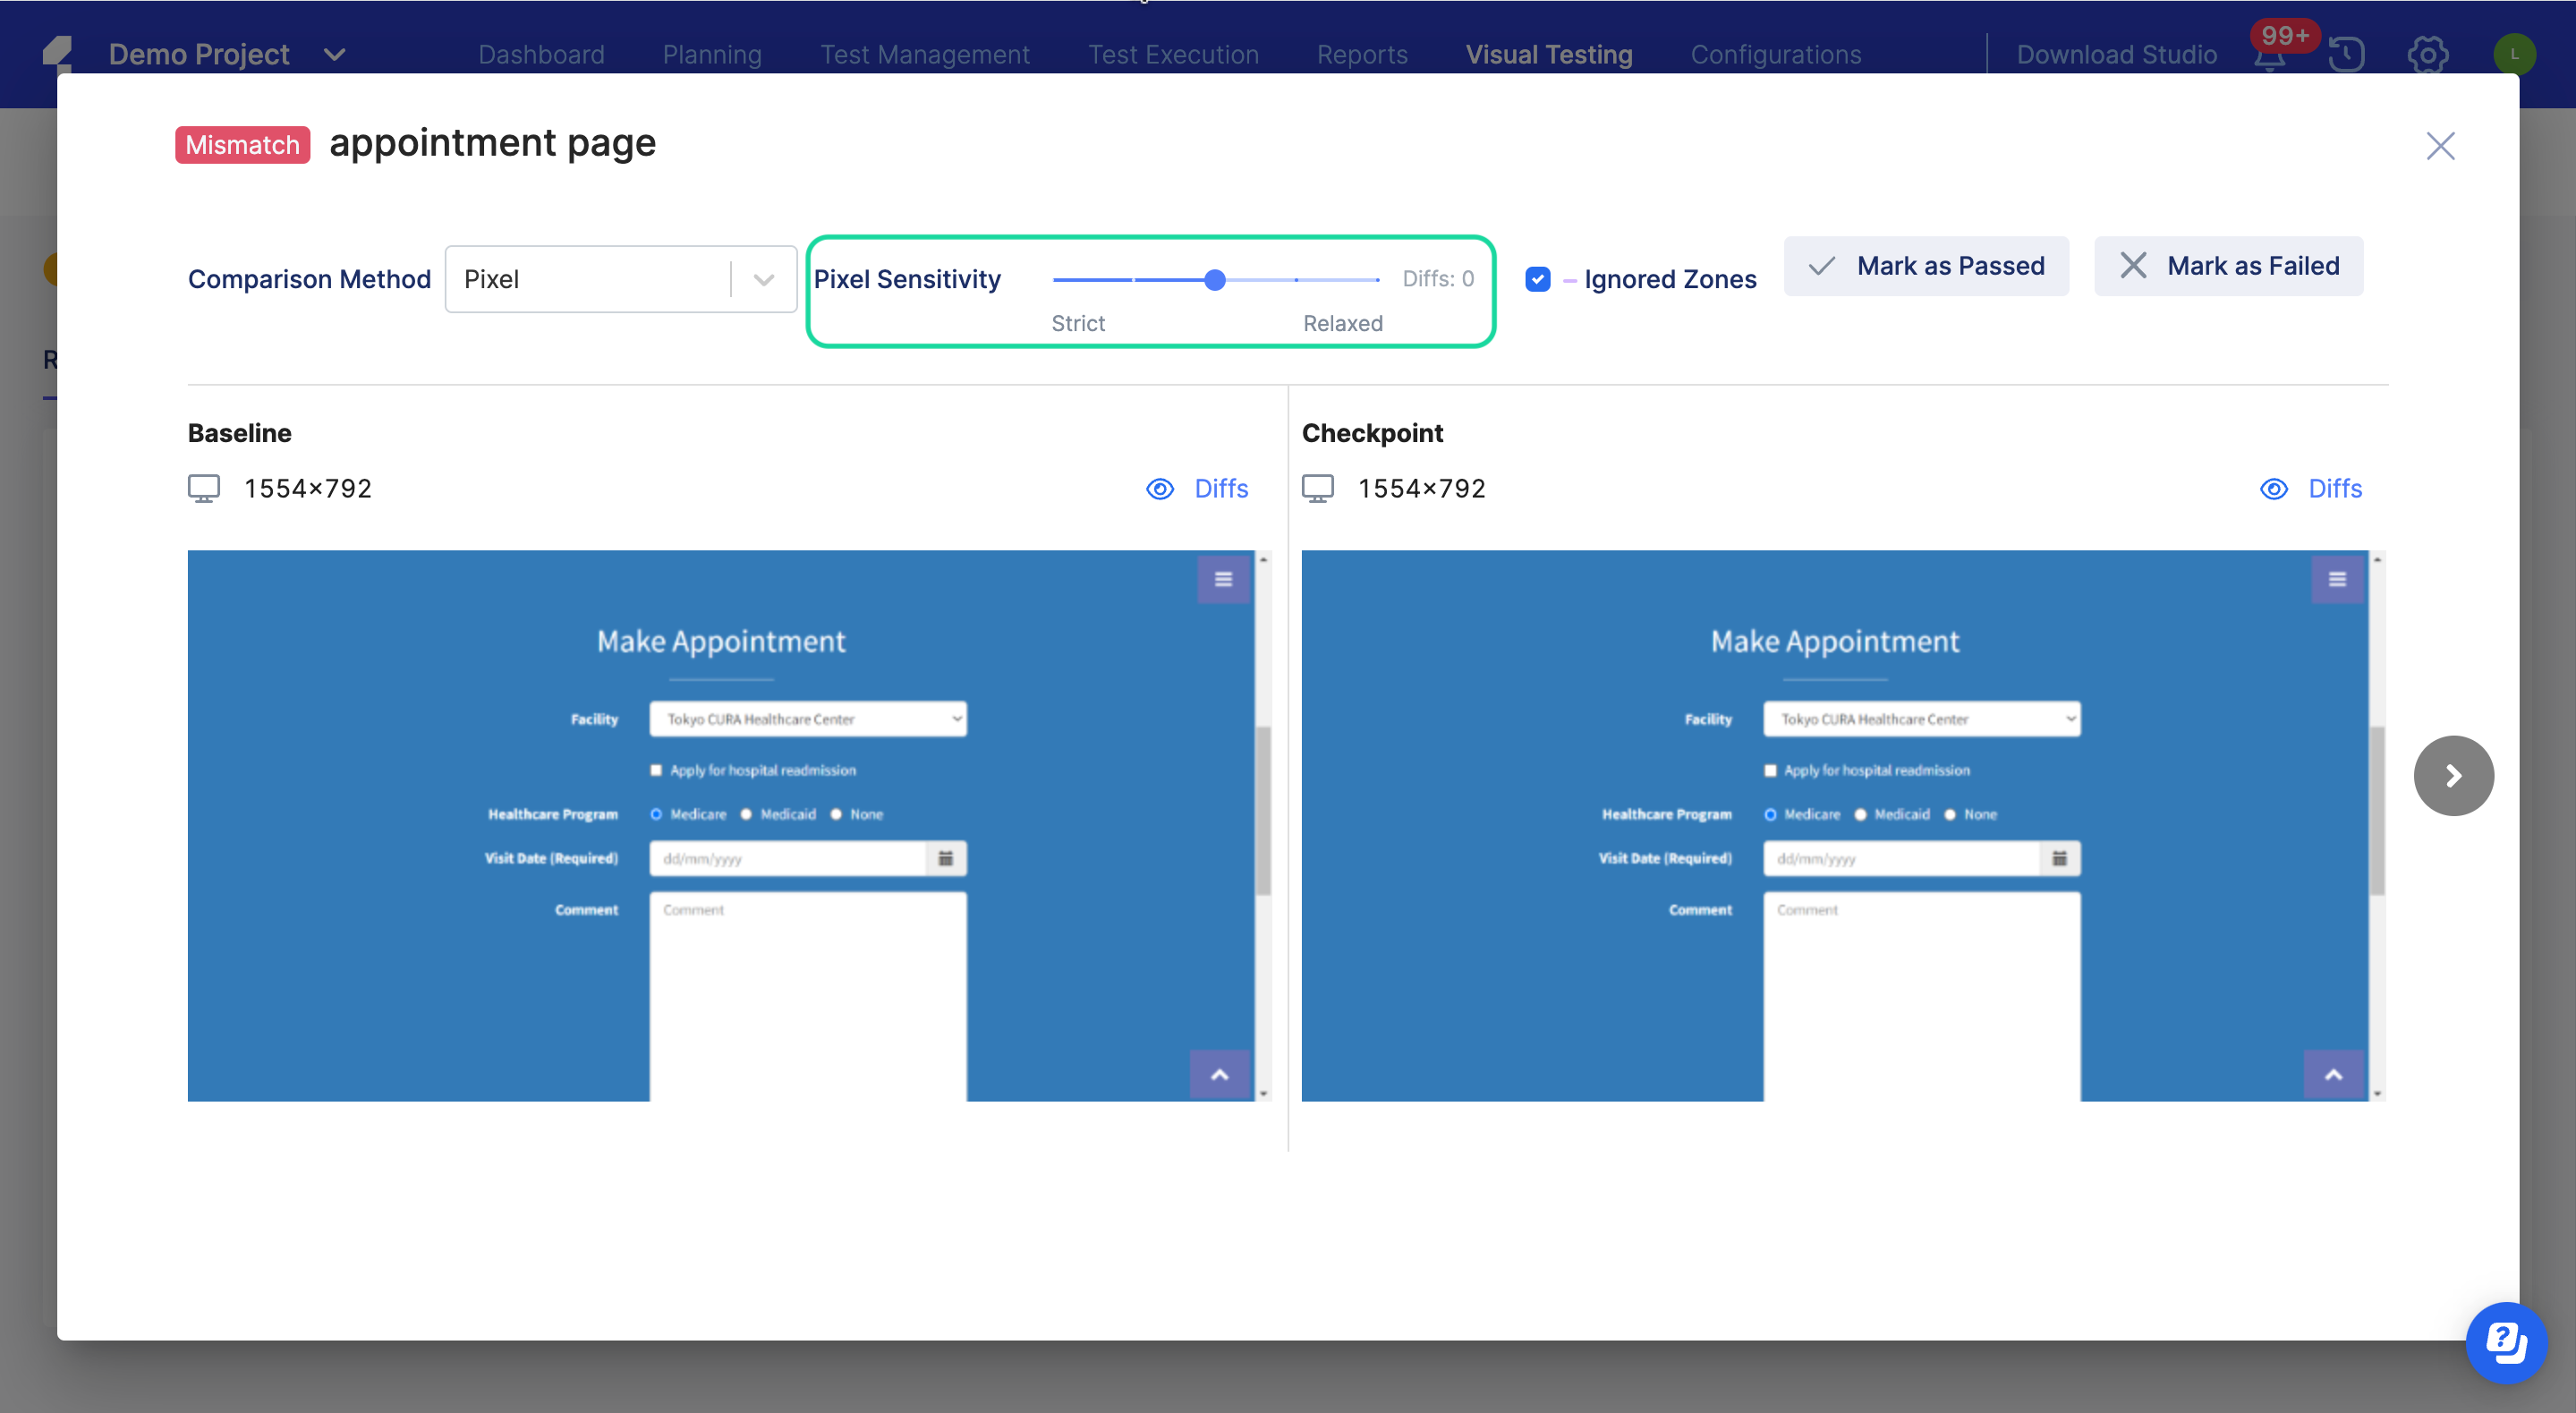 Demo Project
Dashboard
Planning
Test Management
Test Execution
Reports
Visual Testing
Configurations
Download Studio
99+
L
Mismatch
appointment page
Comparison Method
Pixel
Pixel Sensitivity
Diffs: 0
Strict
Relaxed
Ignored Zones
Mark as Passed
Mark as Failed
R
Baseline
1554×792
Diffs
Make Appointment
Facility
Tokyo CURA Healthcare Center
Apply for hospital readmission
Healthcare Program
Medicare
Medicaid
None
Visit Date (Required)
dd/mm/yyyy
Comment
Comment
Checkpoint
1554×792
Diffs
Make Appointment
Facility
Tokyo CURA Healthcare Center
Apply for hospital readmission
Healthcare Program
Medicare
Medicaid
None
Visit Date (Required)
dd/mm/yyyy
Comment
Comment
?